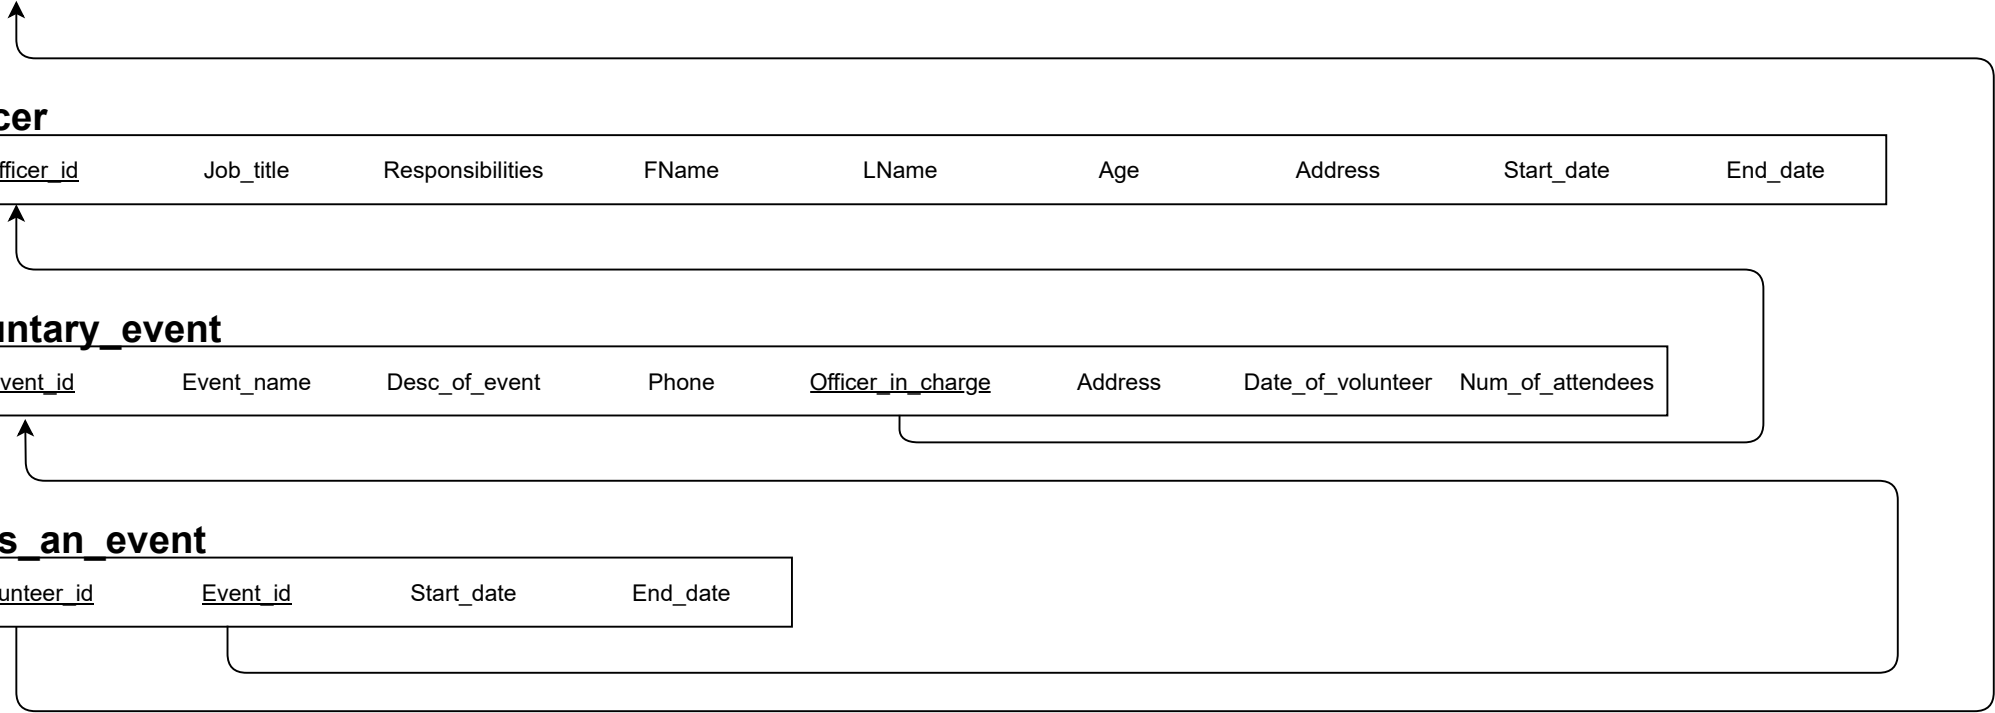 cer
fficer_id Job_title Responsibilities FName LName Age Address Start_date End_date
untary_event
vent_id Event_name Desc_of_event Phone Officer_in_charge Address Date_of_volunteer Num_of_attendees
s_an_event
unteer_id Event_id Start_date End_date